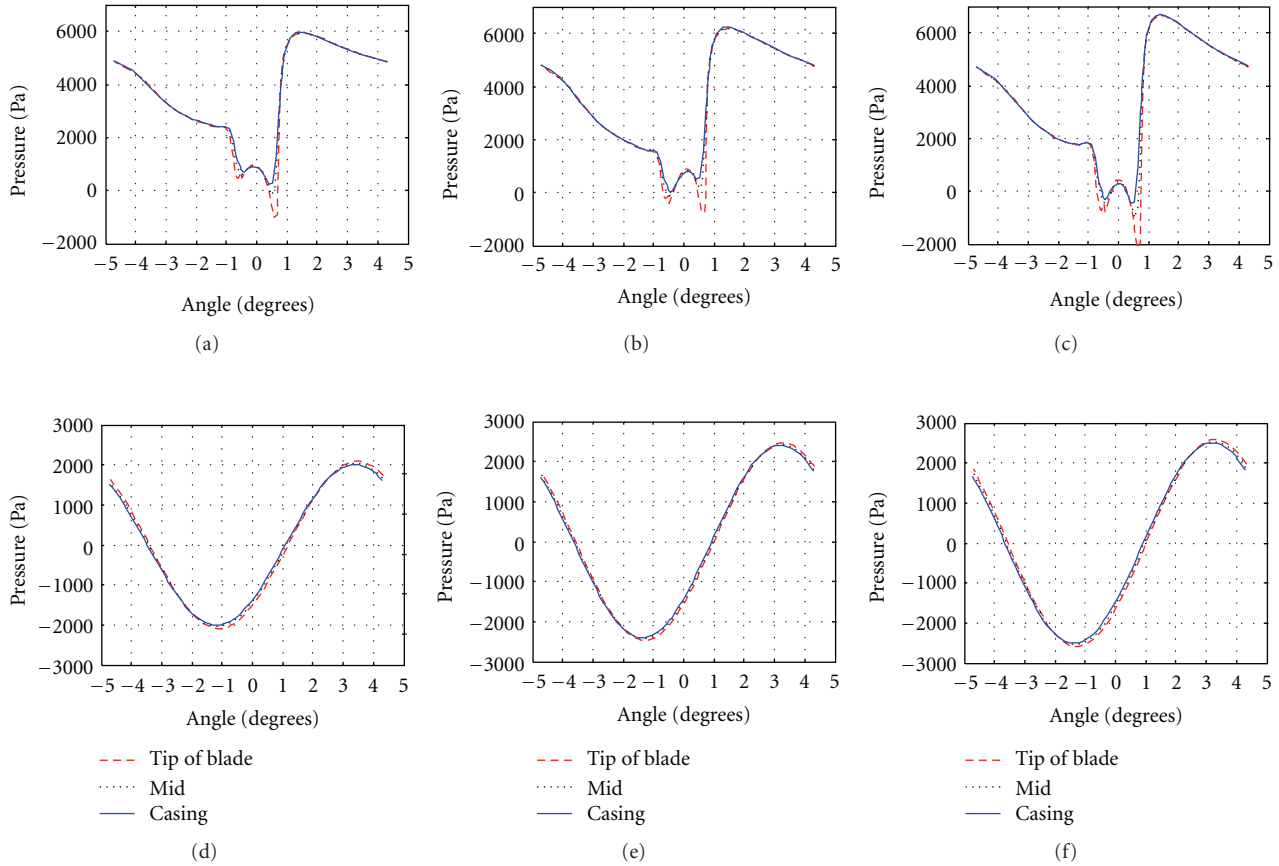 6000
4000
2000
0
−2000
Pressure (Pa)
−5 −4 −3 −2 −1 0 1 2 3 4 5
Angle (degrees)
(a)
6000
4000
2000
0
−2000
Pressure (Pa)
−5 −4 −3 −2 −1 0 1 2 3 4 5
Angle (degrees)
(b)
6000
4000
2000
0
−2000
Pressure (Pa)
−5 −4 −3 −2 −1 0 1 2 3 4 5
Angle (degrees)
(c)
3000
2000
1000
0
−1000
−2000
−3000
Pressure (Pa)
−5 −4 −3 −2 −1 0 1 2 3 4 5
Angle (degrees)
Tip of blade
Mid
Casing
(d)
3000
2000
1000
0
−1000
−2000
−3000
Pressure (Pa)
−5 −4 −3 −2 −1 0 1 2 3 4 5
Angle (degrees)
Tip of blade
Mid
Casing
(e)
3000
2000
1000
0
−1000
−2000
−3000
Pressure (Pa)
−5 −4 −3 −2 −1 0 1 2 3 4 5
Angle (degrees)
Tip of blade
Mid
Casing
(f)